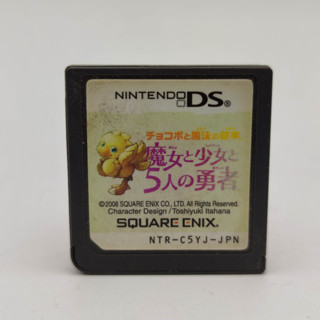 NINTENDO DS
チョコボと魔法の絵本
魔女と少女と
5人の勇者
©2008 SQUARE ENIX CO., LTD. All Rights Reserved.
Character Design / Toshiyuki Itahana
SQUARE ENIX
NTR-C5YJ-JPN